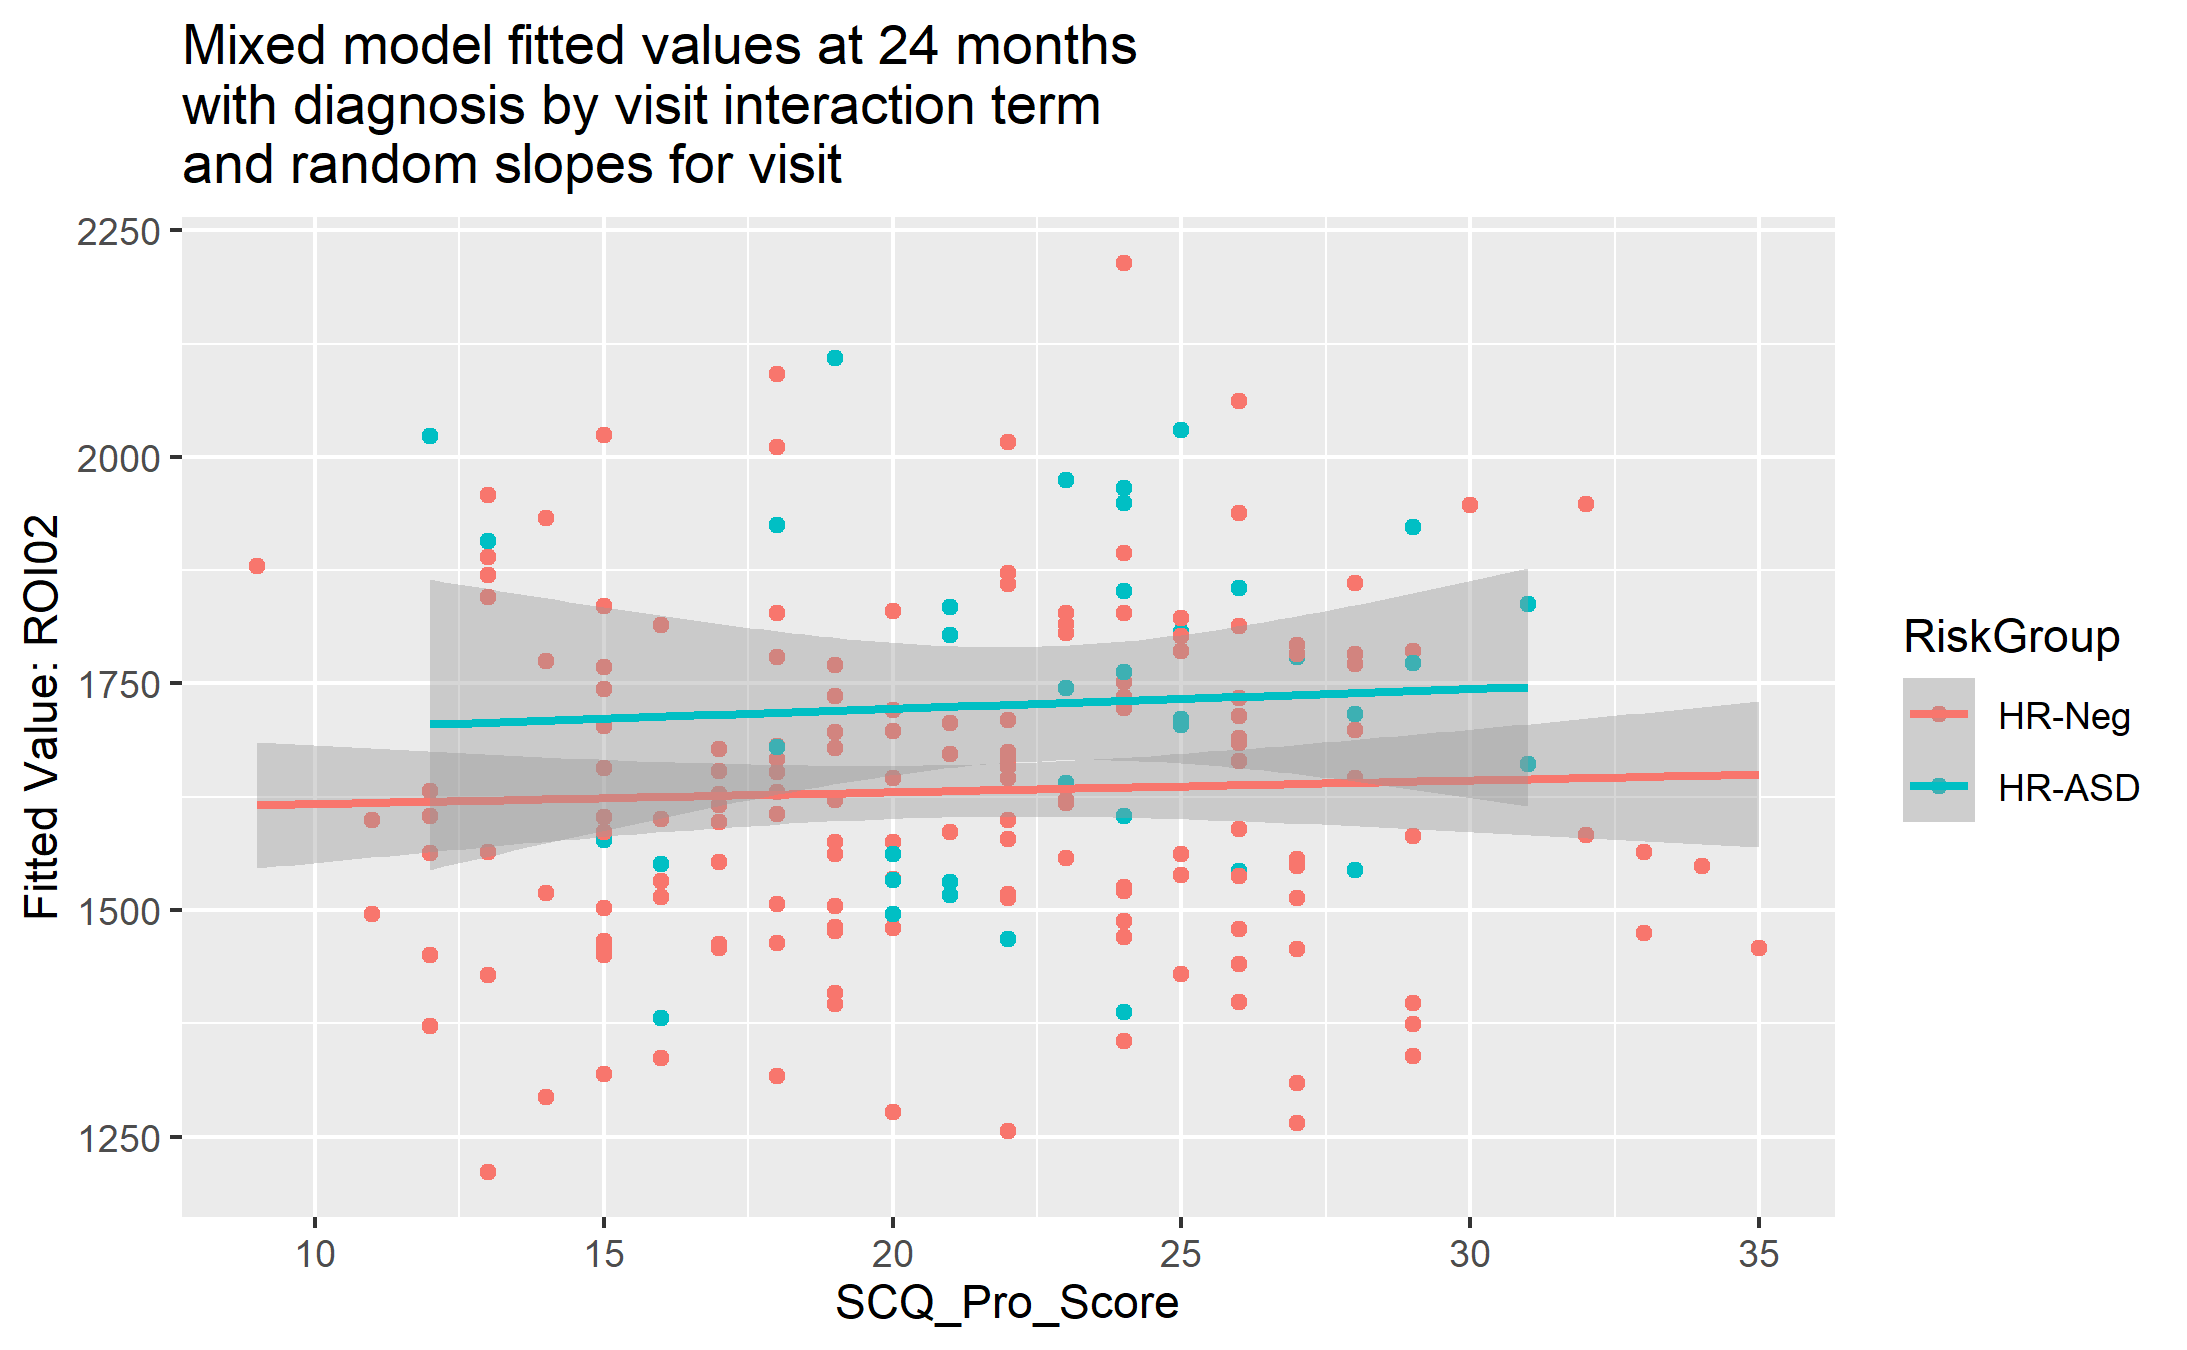 Mixed model fitted values at 24 months
with diagnosis by visit interaction term
and random slopes for visit
Fitted Value: ROI02
2250
2000
1750
1500
1250
10 15 20 25 30 35
SCQ_Pro_Score
RiskGroup
HR-Neg
HR-ASD